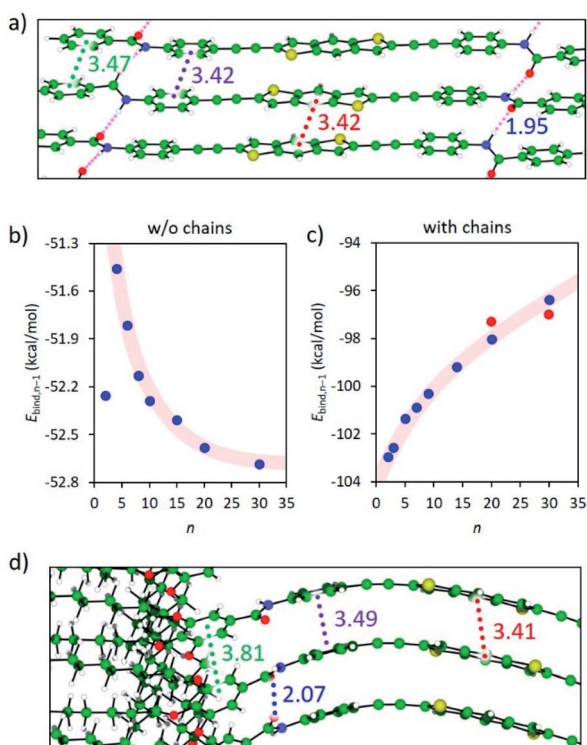 a)
3.47
3.42
3.42
1.95
b)
w/o chains
c)
with chains
-51.3
-51.6
-51.9
-52.2
-52.5
-52.8
E_bind,n−1 (kcal/mol)
0 5 10 15 20 25 30 35
n
-94
-96
-98
-100
-102
-104
E_bind,n−1 (kcal/mol)
0 5 10 15 20 25 30 35
n
d)
3.81
3.49
3.41
2.07